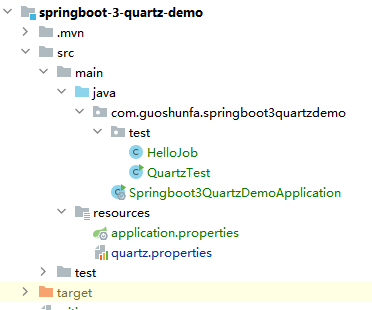 springboot-3-quartz-demo
.mvn
src
main
java
com.guoshunfa.springboot3quartzdemo
test
HelloJob
QuartzTest
Springboot3QuartzDemoApplication
resources
application.properties
quartz.properties
test
target